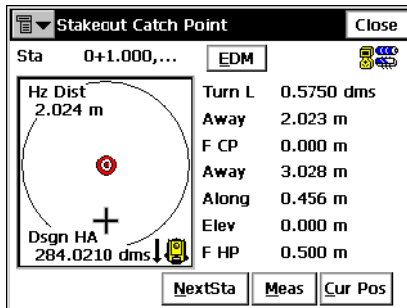 Stakeout Catch Point Close
Sta 0+1.000,... EDM
Hz Dist
2.024 m
Dsgn HA
284.0210 dms
Turn L 0.5750 dms
Away 2.023 m
F CP 0.000 m
Away 3.028 m
Along 0.456 m
Elev 0.000 m
F HP 0.500 m
NextSta Meas Cur Pos